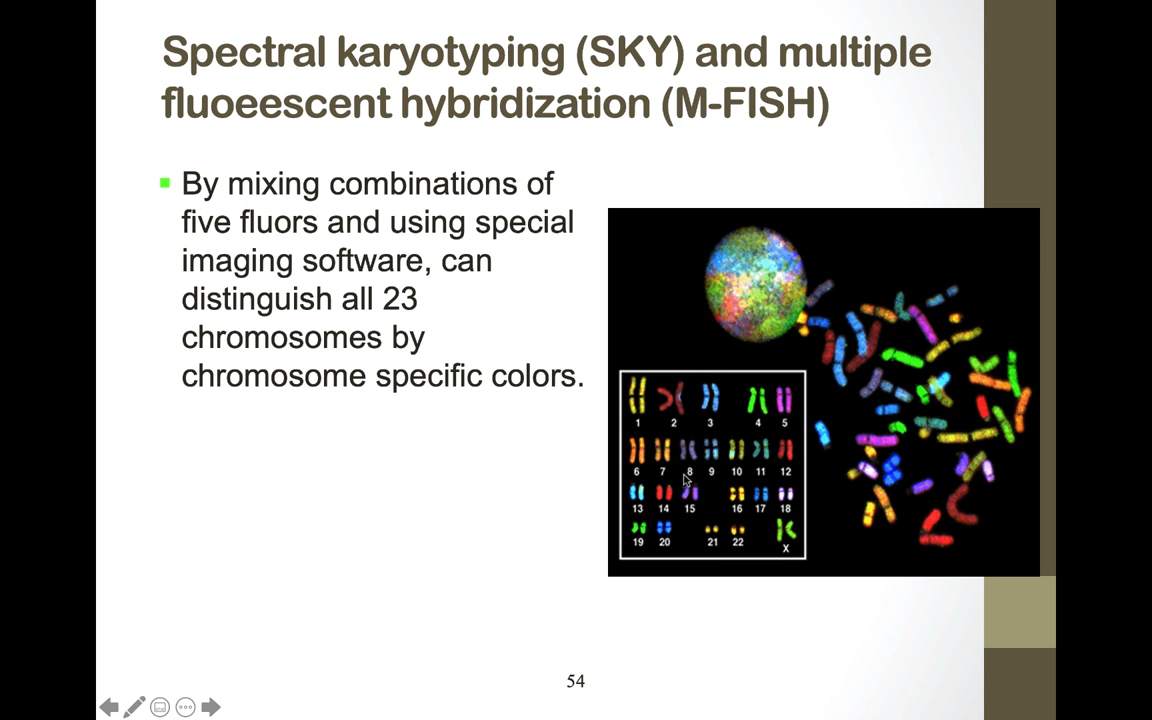 Spectral karyotyping (SKY) and multiple
fluoeescent hybridization (M-FISH)
By mixing combinations of
five fluors and using special
imaging software, can
distinguish all 23
chromosomes by
chromosome specific colors.
1 2 3 4 5
6 7 8 9 10 11 12
13 14 15 16 17 18
19 20 21 22 X
54